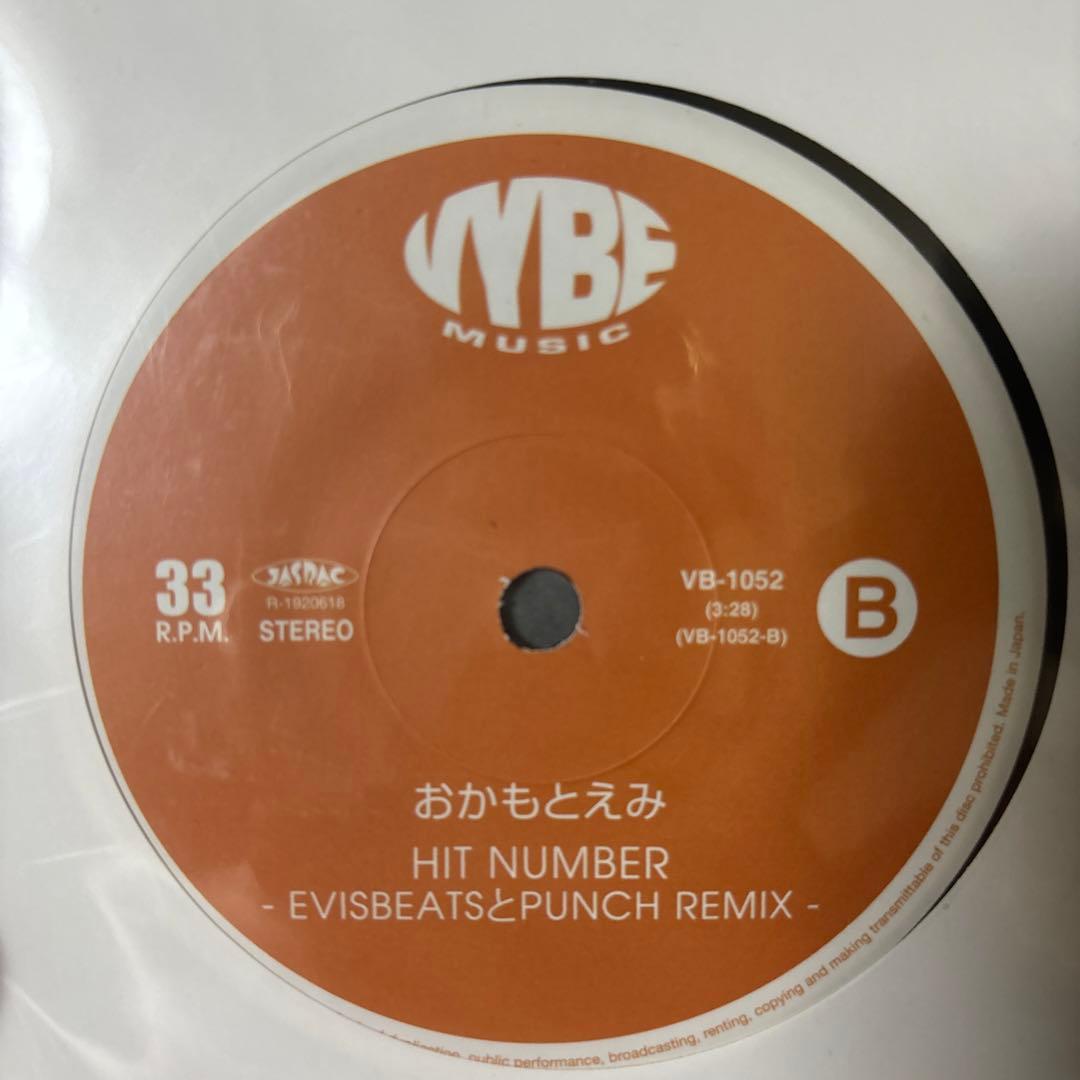 VYBE
MUSIC
33
R.P.M.
JASRAC
R-1920618
STEREO
VB-1052
(3:28)
(VB-1052-B)
B
おかもとえみ
HIT NUMBER
- EVISBEATSとPUNCH REMIX -
public performance, broadcasting, renting, copying and making transmittable of this disc prohibited. Made in Japan.